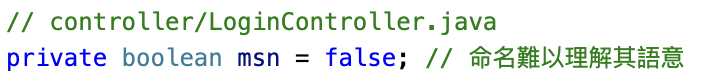 // controller/LoginController.java
private boolean msn = false; // 命名難以理解其語意